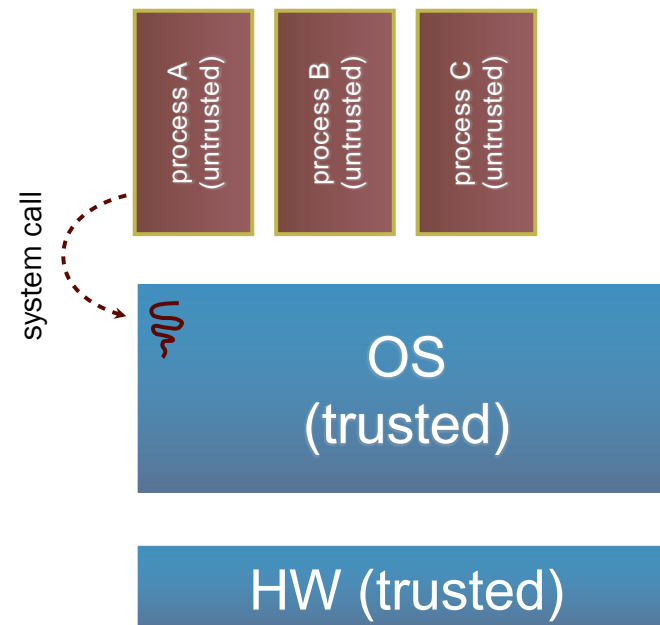 process A
(untrusted)
process B
(untrusted)
process C
(untrusted)
system call
OS
(trusted)
HW (trusted)